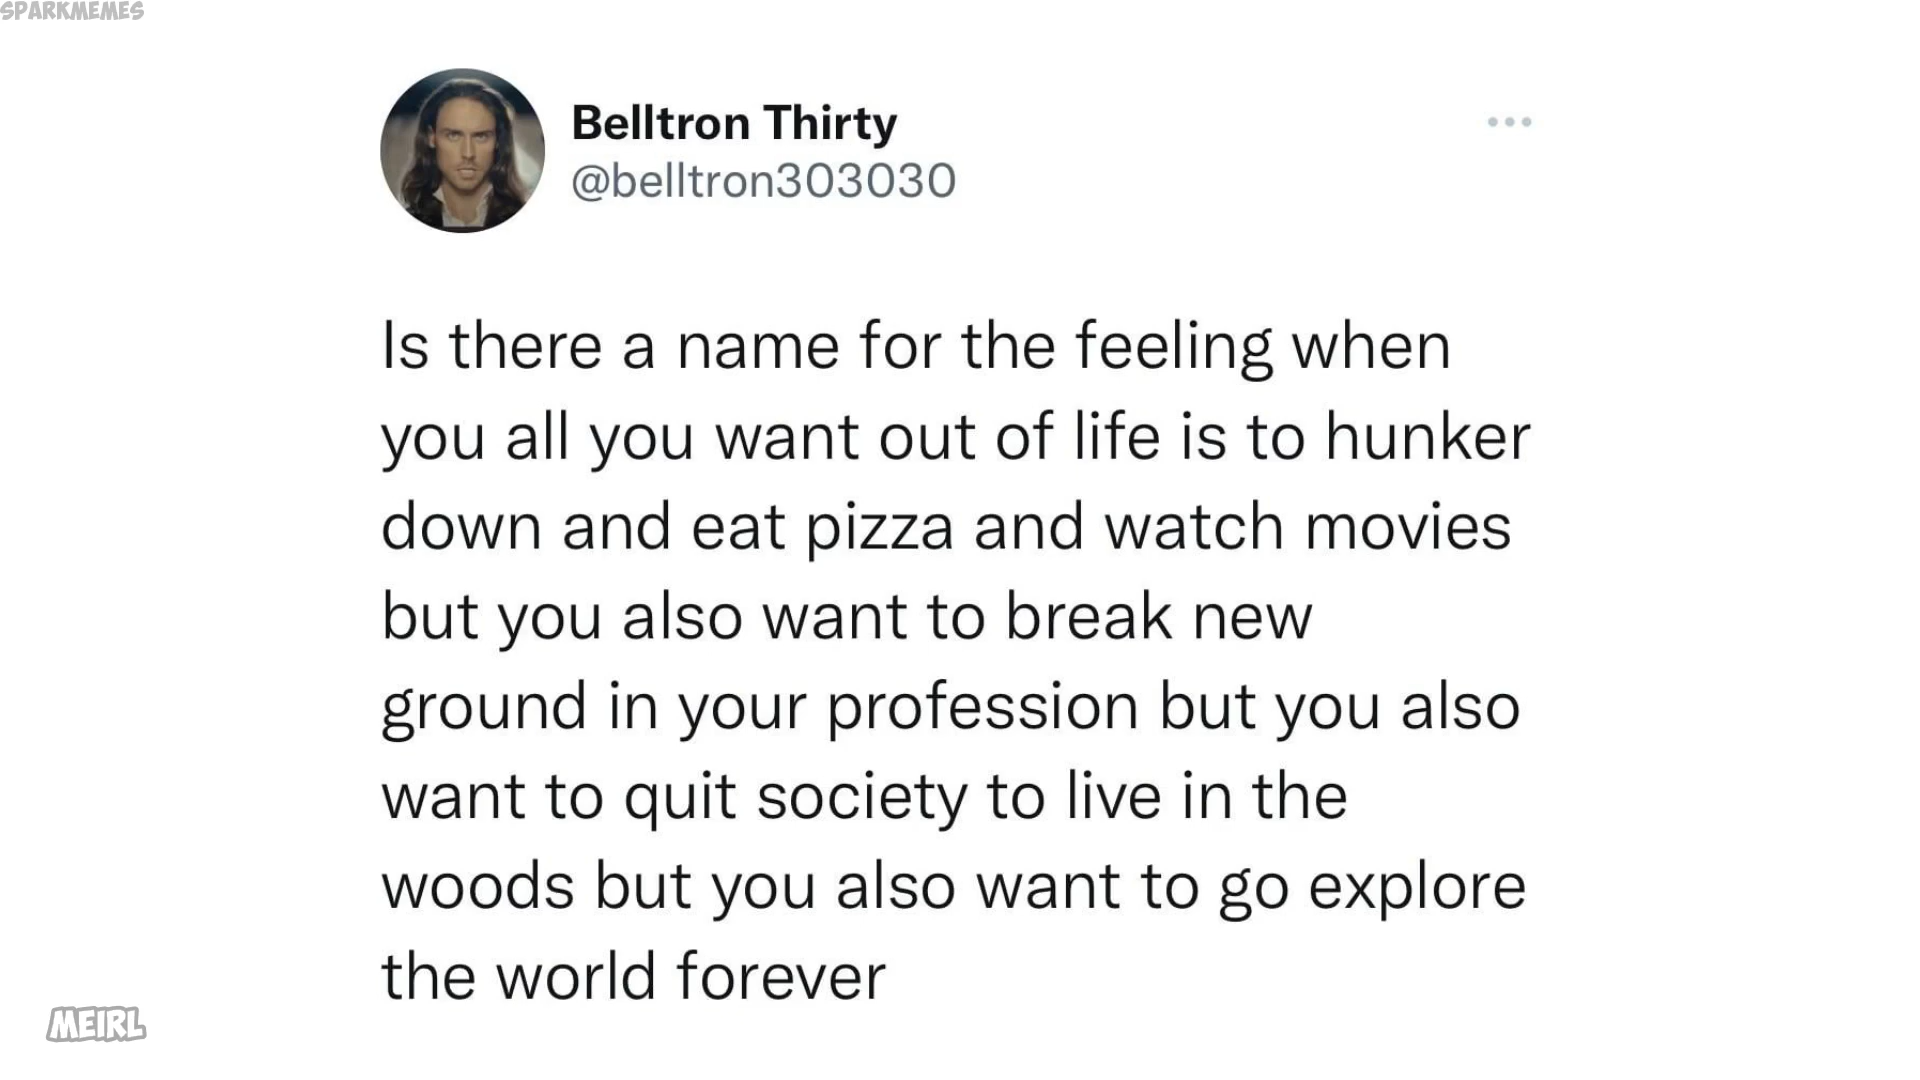 SPARKMEMES
Belltron Thirty
@belltron303030
Is there a name for the feeling when
you all you want out of life is to hunker
down and eat pizza and watch movies
but you also want to break new
ground in your profession but you also
want to quit society to live in the
woods but you also want to go explore
the world forever
MEIRL